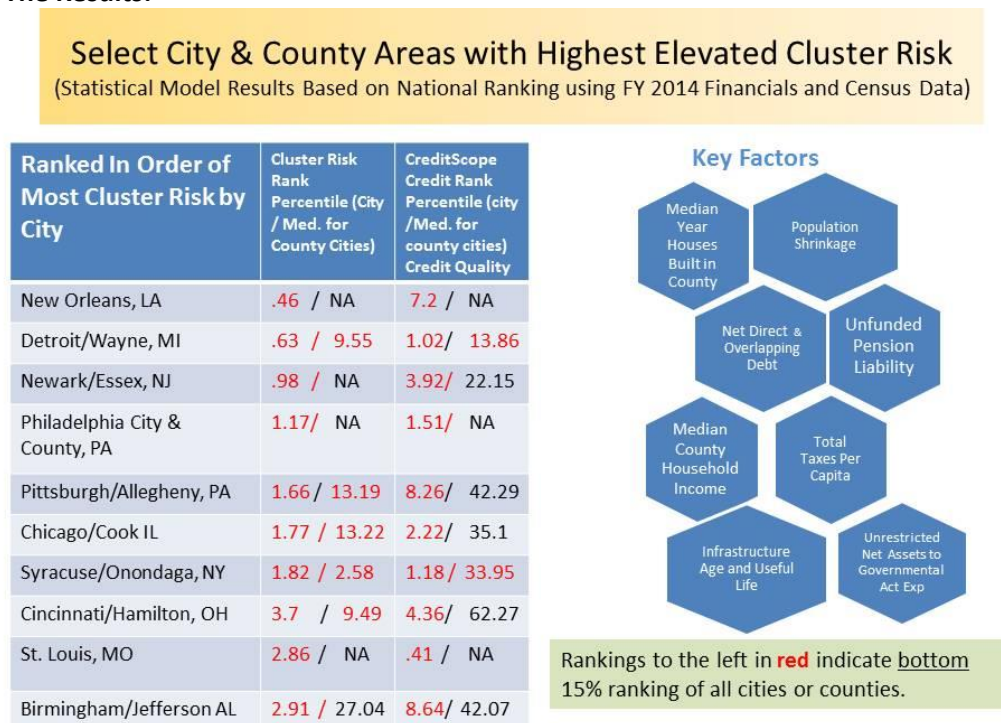 The Results:
Select City & County Areas with Highest Elevated Cluster Risk
(Statistical Model Results Based on National Ranking using FY 2014 Financials and Census Data)
Ranked In Order of
Most Cluster Risk by
City
Cluster Risk
Rank
Percentile (City
/ Med. for
County Cities)
CreditScope
Credit Rank
Percentile (city
/Med. for
county cities)
Credit Quality
New Orleans, LA .46 / NA 7.2 / NA
Detroit/Wayne, MI .63 / 9.55 1.02/ 13.86
Newark/Essex, NJ .98 / NA 3.92/ 22.15
Philadelphia City &
County, PA
1.17/ NA 1.51/ NA
Pittsburgh/Allegheny, PA 1.66/ 13.19 8.26/ 42.29
Chicago/Cook IL 1.77 / 13.22 2.22/ 35.1
Syracuse/Onondaga, NY 1.82 / 2.58 1.18/ 33.95
Cincinnati/Hamilton, OH 3.7 / 9.49 4.36/ 62.27
St. Louis, MO 2.86 / NA .41 / NA
Birmingham/Jefferson AL 2.91 / 27.04 8.64/ 42.07
Key Factors
Median
Year
Houses
Built in
County
Population
Shrinkage
Net Direct &
Overlapping
Debt
Unfunded
Pension
Liability
Median
County
Household
Income
Total
Taxes Per
Capita
Infrastructure
Age and Useful
Life
Unrestricted
Net Assets to
Governmental
Act Exp
Rankings to the left in red indicate bottom
15% ranking of all cities or counties.